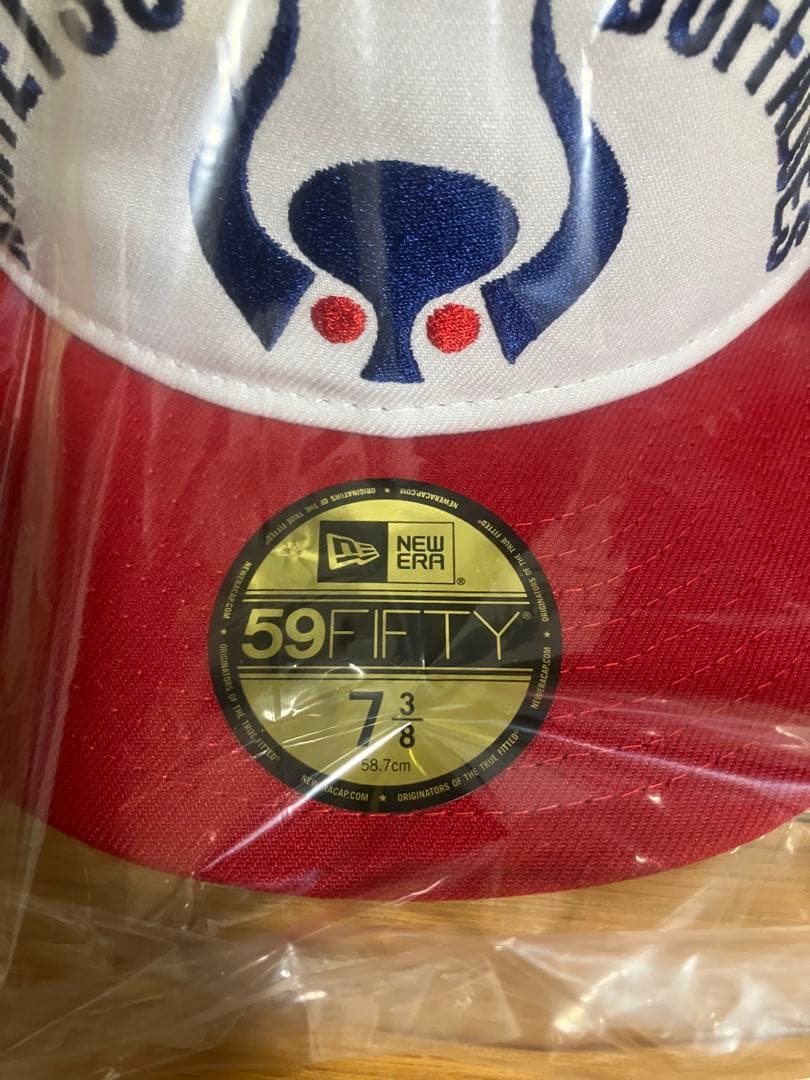 KINTETSU
BUFFALOES
NEWERACAP.COM ★ ORIGINATORS OF THE TRUE FITTED®
NEW ERA®
59FIFTY®
7 3/8
58.7cm
NEWERACAP.COM ★ ORIGINATORS OF THE TRUE FITTED®
NEWERACAP.COM ★ ORIGINATORS OF THE TRUE FITTED®
NEWERACAP.COM ★ ORIGINATORS OF THE TRUE FITTED®